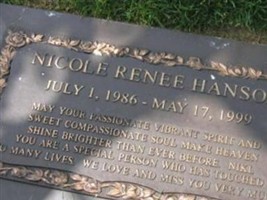 NICOLE RENEE HANSO
JULY 1, 1986 - MAY 17, 1999
MAY YOUR PASSIONATE VIBRANT SPIRIT AND
SWEET COMPASSIONATE SOUL MAKE HEAVEN
SHINE BRIGHTER THAN EVER BEFORE. NIKI
YOU ARE A SPECIAL PERSON WHO HAS TOUCHED
SO MANY LIVES. WE LOVE AND MISS YOU VERY MU